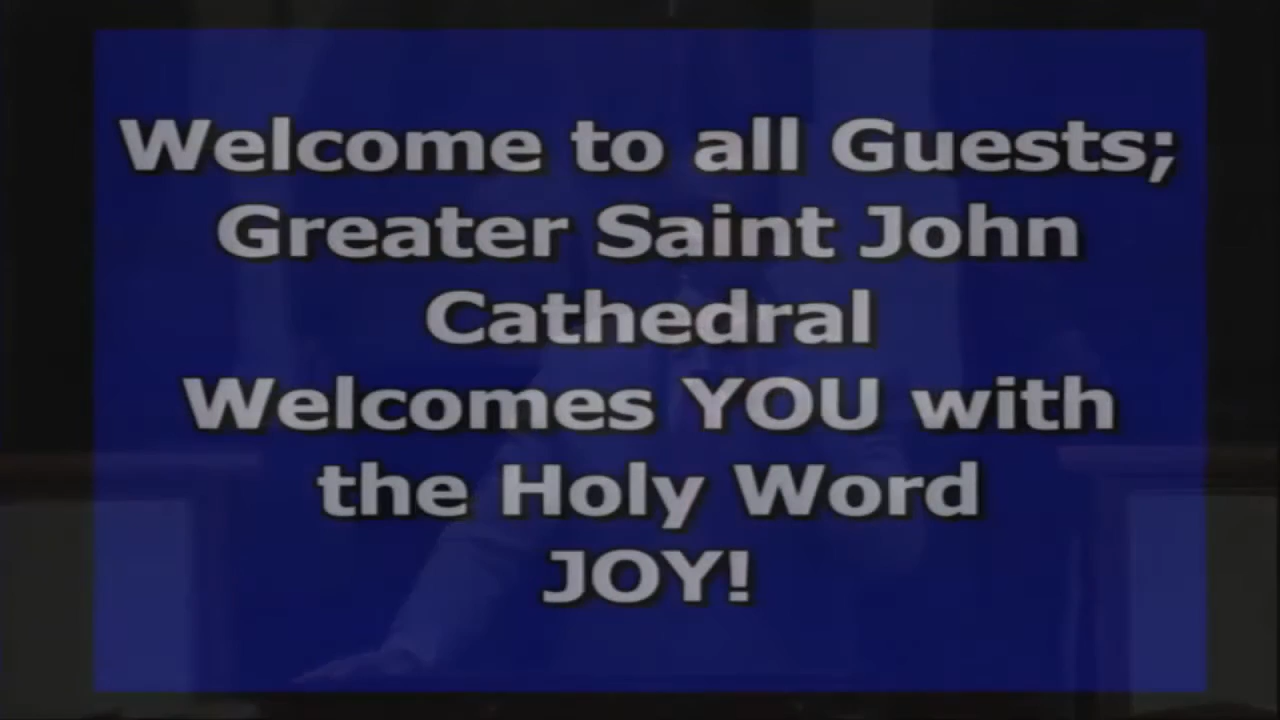 Welcome to all Guests;
Greater Saint John
Cathedral
Welcomes YOU with
the Holy Word
JOY!